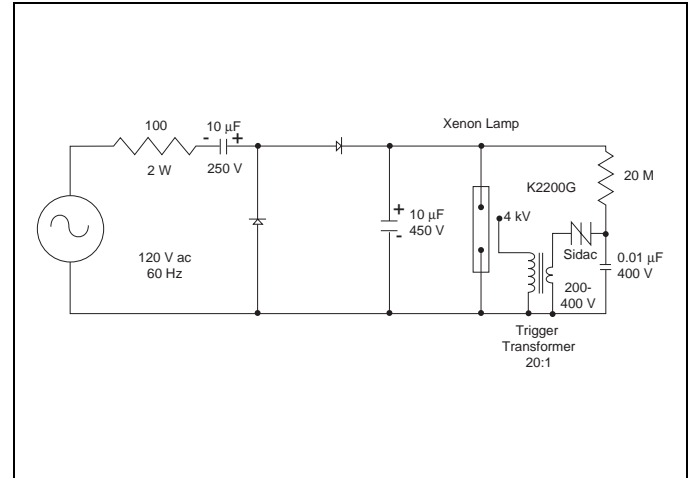 100
2 W
10 μF
- +
250 V
120 V ac
60 Hz
+
-
10 μF
450 V
Xenon Lamp
4 kV
K2200G
Sidac
20 M
0.01 μF
400 V
200-
400 V
Trigger
Transformer
20:1